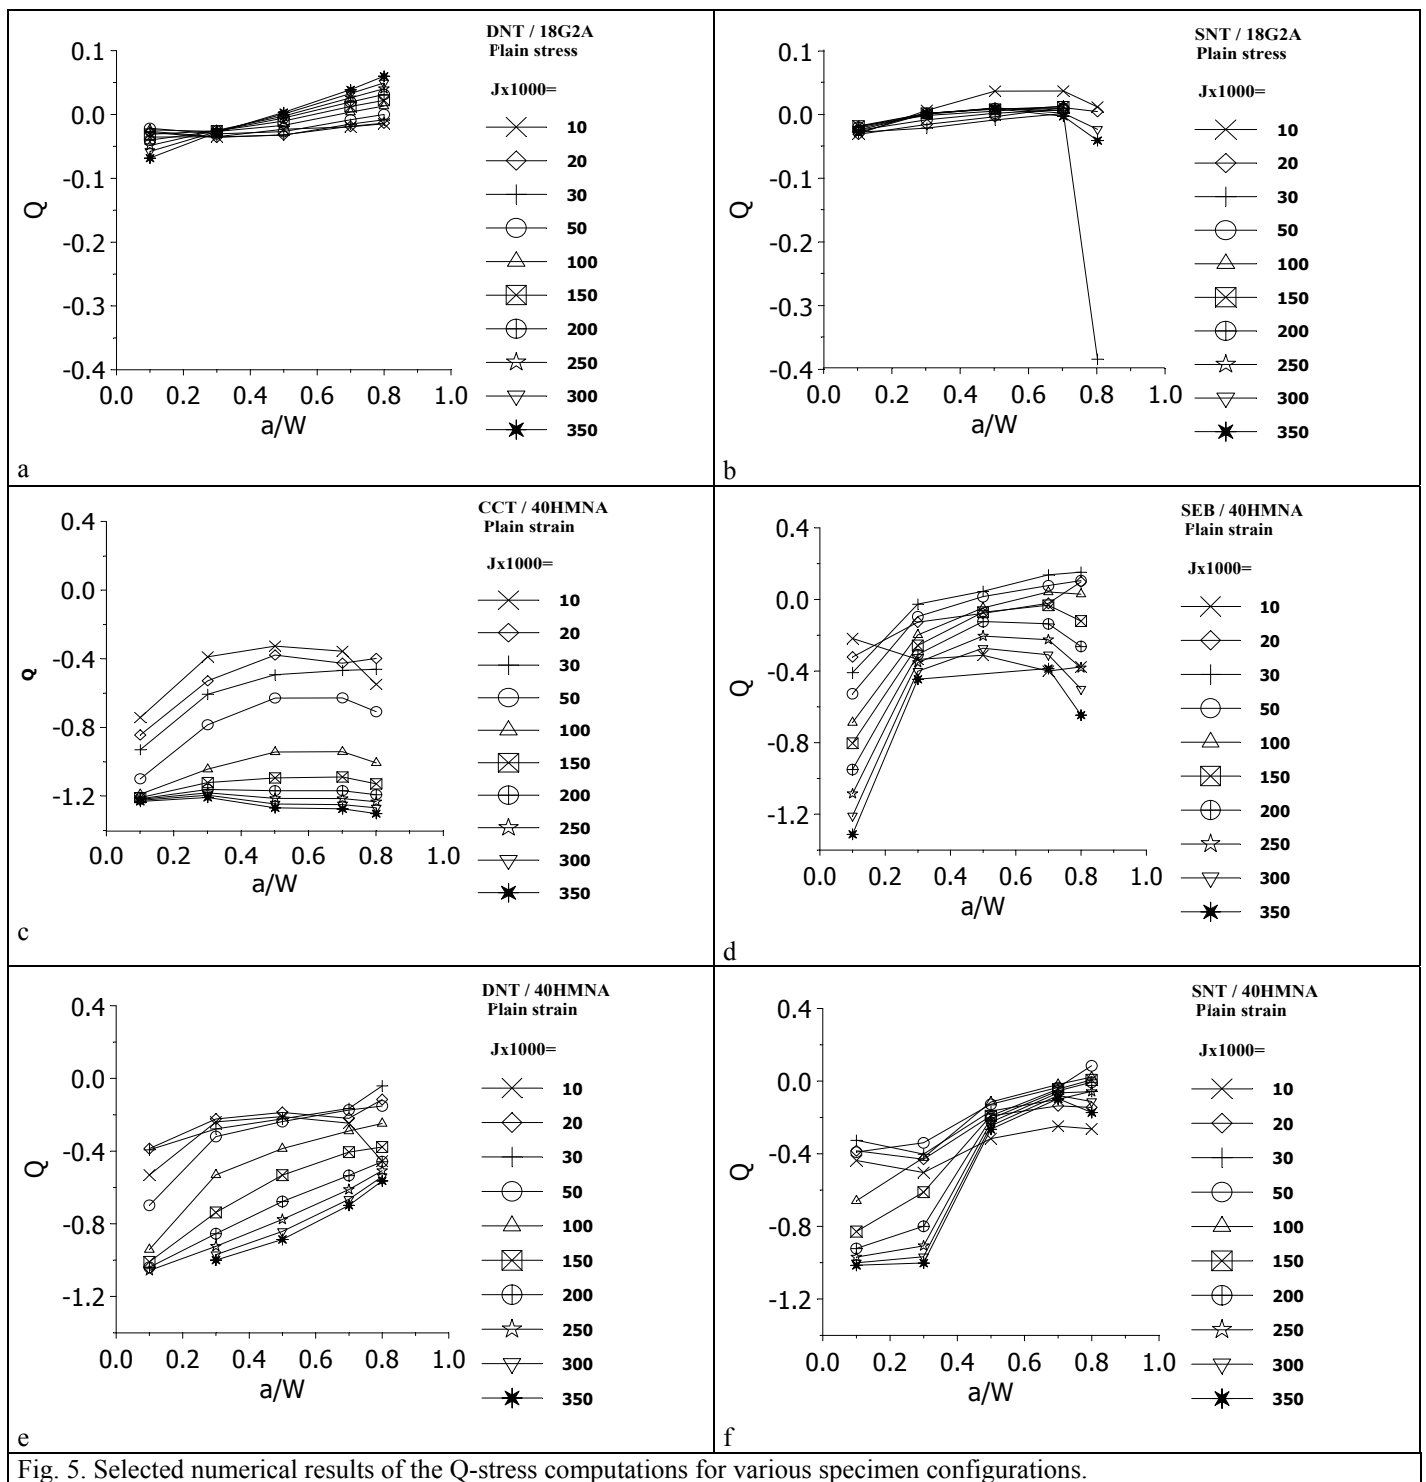 DNT / 18G2A
Plain stress
Jx1000=
10
20
30
50
100
150
200
250
300
350
0.1
0.0
-0.1
-0.2
-0.3
-0.4
Q
0.0 0.2 0.4 0.6 0.8 1.0
a/W
a
SNT / 18G2A
Plain stress
Jx1000=
10
20
30
50
100
150
200
250
300
350
0.1
0.0
-0.1
-0.2
-0.3
-0.4
Q
0.0 0.2 0.4 0.6 0.8 1.0
a/W
b
CCT / 40HMNA
Plain strain
Jx1000=
10
20
30
50
100
150
200
250
300
350
0.4
0.0
-0.4
-0.8
-1.2
Q
0.0 0.2 0.4 0.6 0.8 1.0
a/W
c
SEB / 40HMNA
Plain strain
Jx1000=
10
20
30
50
100
150
200
250
300
350
0.4
0.0
-0.4
-0.8
-1.2
Q
0.0 0.2 0.4 0.6 0.8 1.0
a/W
d
DNT / 40HMNA
Plain strain
Jx1000=
10
20
30
50
100
150
200
250
300
350
0.4
0.0
-0.4
-0.8
-1.2
Q
0.0 0.2 0.4 0.6 0.8 1.0
a/W
e
SNT / 40HMNA
Plain strain
Jx1000=
10
20
30
50
100
150
200
250
300
350
0.4
0.0
-0.4
-0.8
-1.2
Q
0.0 0.2 0.4 0.6 0.8 1.0
a/W
f
Fig. 5. Selected numerical results of the Q-stress computations for various specimen configurations.